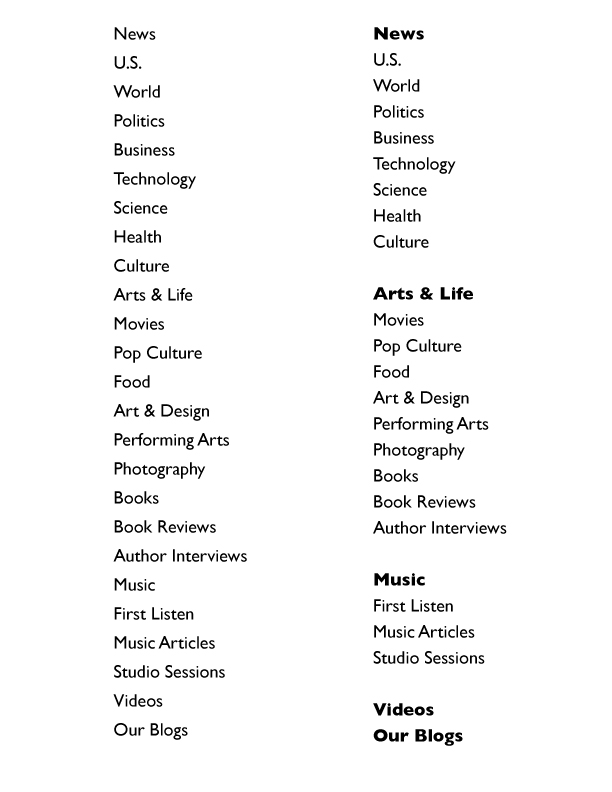 News
U.S.
World
Politics
Business
Technology
Science
Health
Culture
Arts & Life
Movies
Pop Culture
Food
Art & Design
Performing Arts
Photography
Books
Book Reviews
Author Interviews
Music
First Listen
Music Articles
Studio Sessions
Videos
Our Blogs
News
U.S.
World
Politics
Business
Technology
Science
Health
Culture
Arts & Life
Movies
Pop Culture
Food
Art & Design
Performing Arts
Photography
Books
Book Reviews
Author Interviews
Music
First Listen
Music Articles
Studio Sessions
Videos
Our Blogs